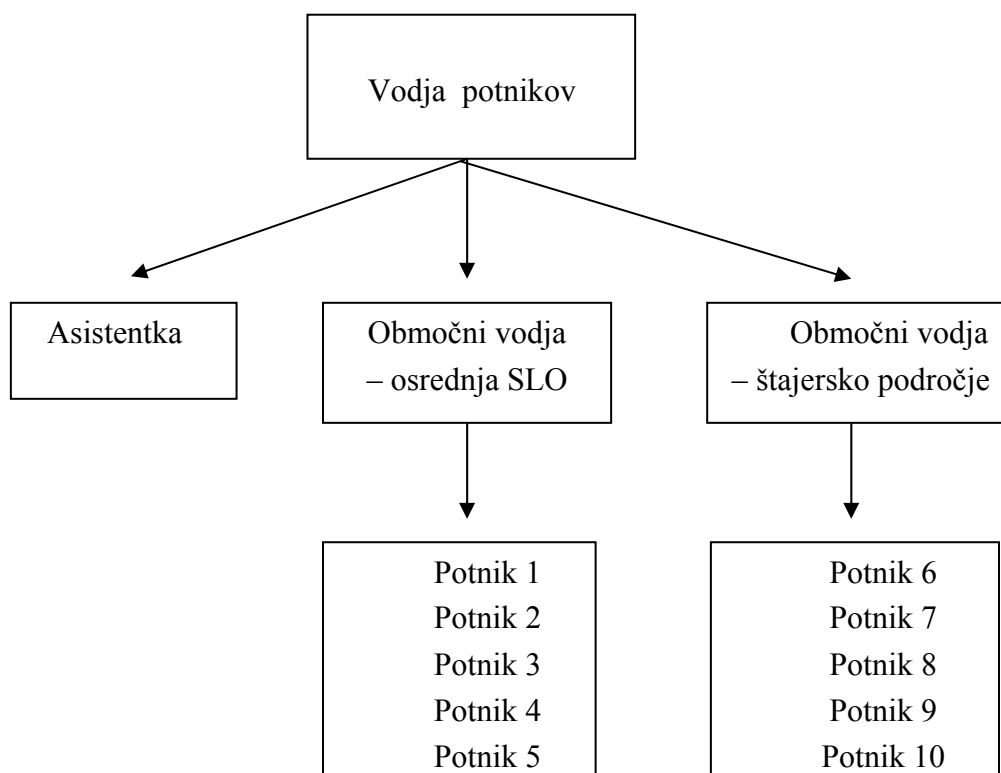 Vodja potnikov
Asistentka
Območni vodja
– osrednja SLO
Območni vodja
– štajersko področje
Potnik 1
Potnik 2
Potnik 3
Potnik 4
Potnik 5
Potnik 6
Potnik 7
Potnik 8
Potnik 9
Potnik 10